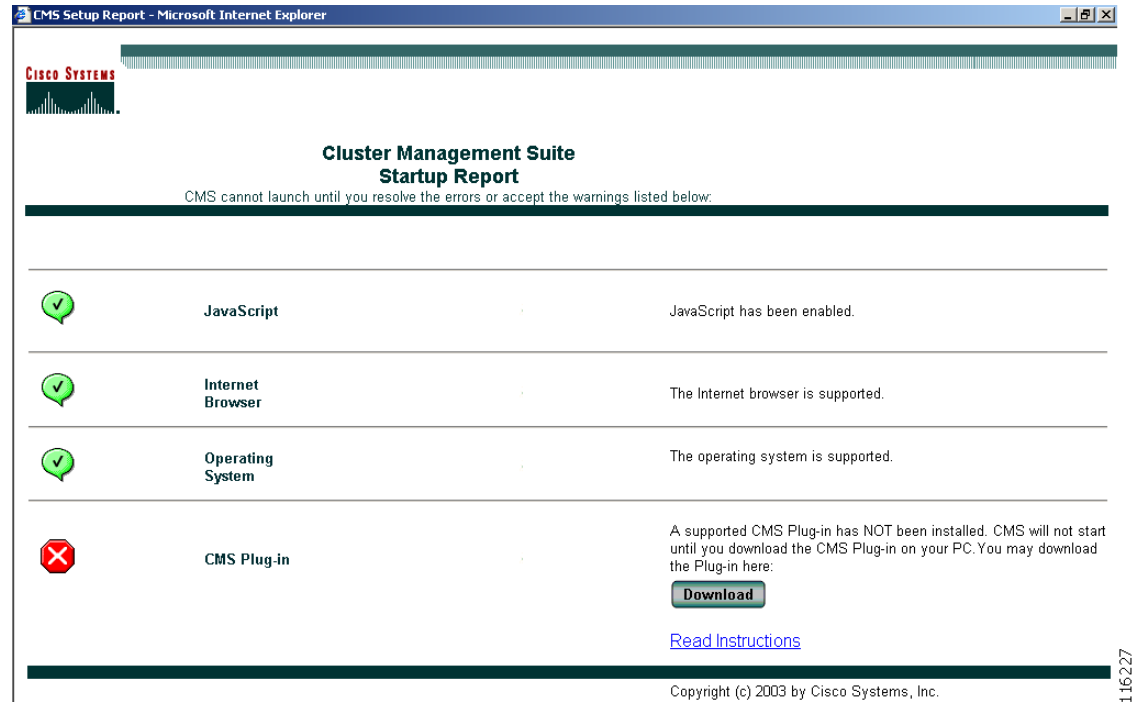 CMS Setup Report - Microsoft Internet Explorer
CISCO SYSTEMS
Cluster Management Suite
Startup Report
CMS cannot launch until you resolve the errors or accept the warnings listed below:
JavaScript
JavaScript has been enabled.
Internet
Browser
The Internet browser is supported.
Operating
System
The operating system is supported.
CMS Plug-in
A supported CMS Plug-in has NOT been installed. CMS will not start
until you download the CMS Plug-in on your PC.You may download
the Plug-in here:
Download
Read Instructions
Copyright (c) 2003 by Cisco Systems, Inc.
116227